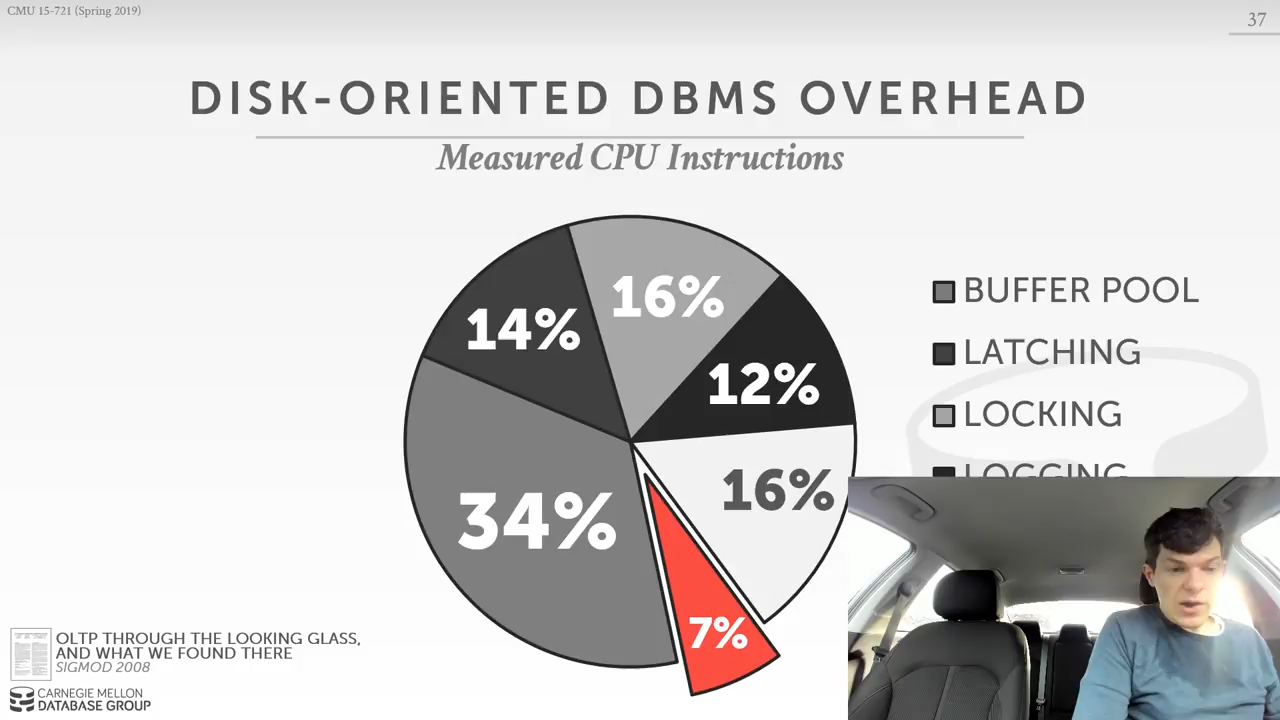 CMU 15-721 (Spring 2019)
37
DISK-ORIENTED DBMS OVERHEAD
Measured CPU Instructions
16%
14%
12%
16%
34%
7%
BUFFER POOL
LATCHING
LOCKING
LOGGING
OLTP THROUGH THE LOOKING GLASS,
AND WHAT WE FOUND THERE
SIGMOD 2008
CARNEGIE MELLON
DATABASE GROUP